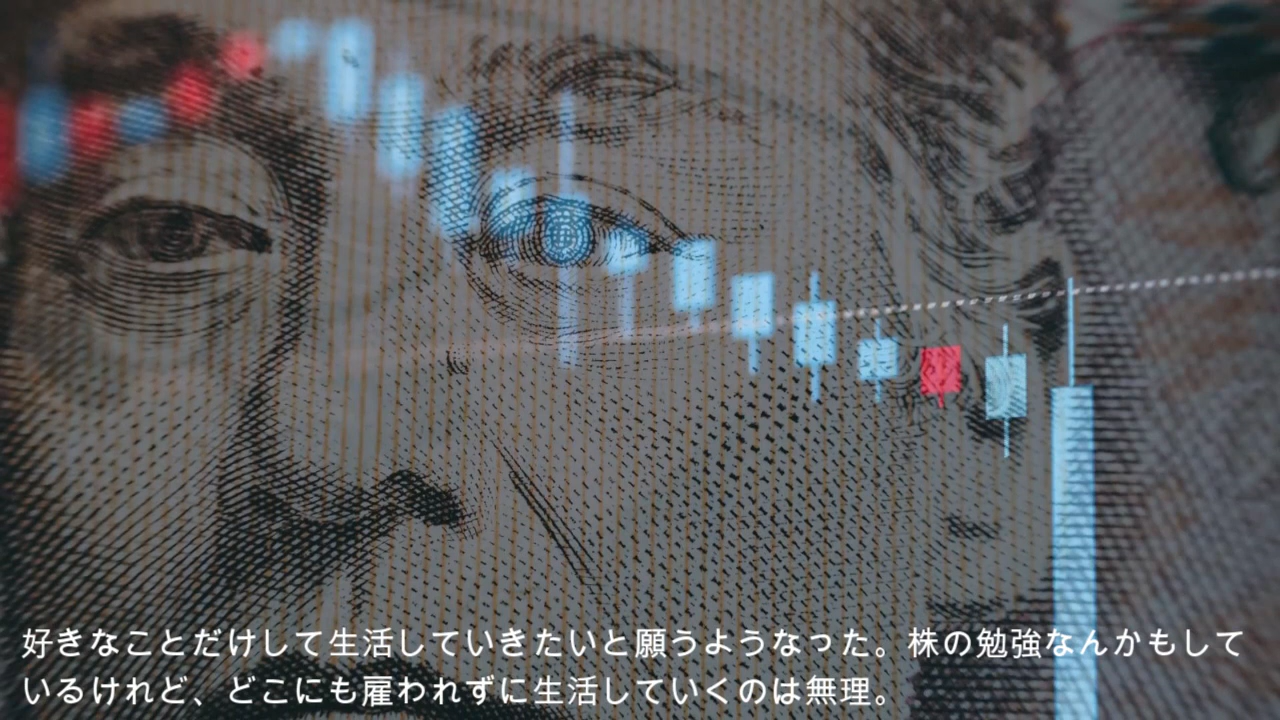 好きなことだけして生活していきたいと願うようなった。株の勉強なんかもして
いるけれど、どこにも雇われずに生活していくのは無理。